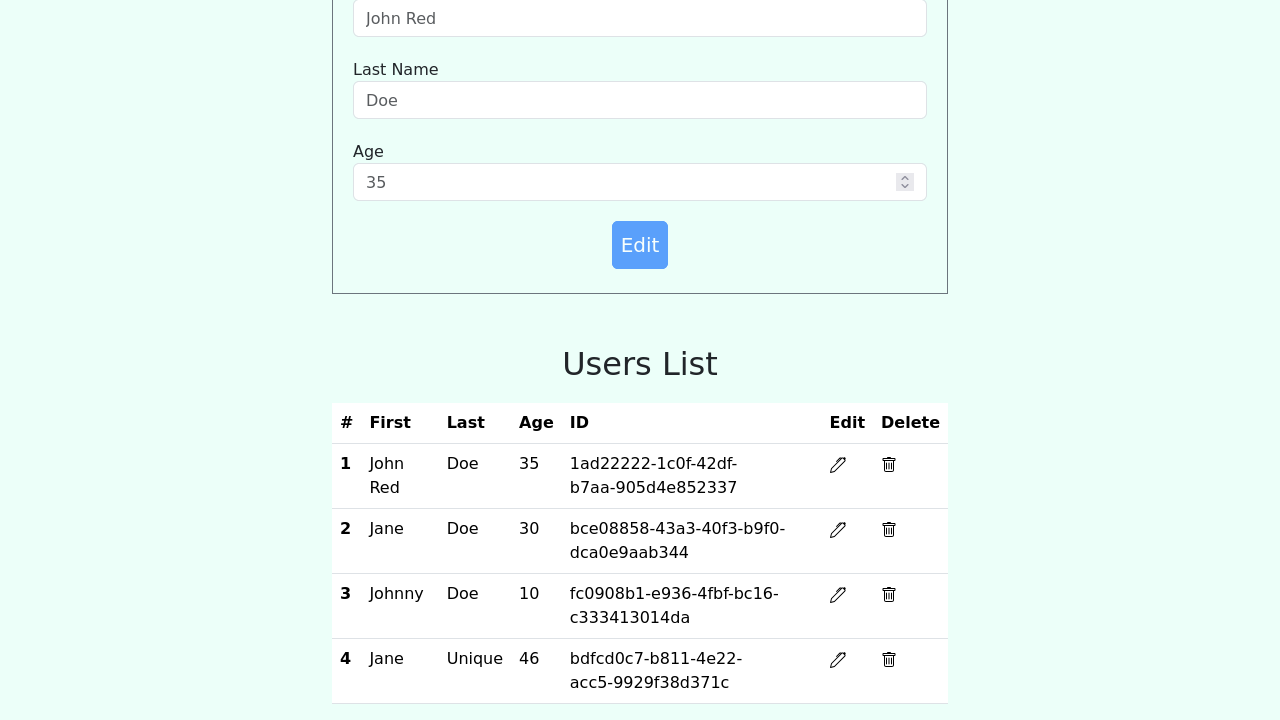 John Red
Last Name
Doe
Age
35
Edit
Users List
# First Last Age ID Edit Delete
1 John Red Doe 35 1ad22222-1c0f-42df-b7aa-905d4e852337
2 Jane Doe 30 bce08858-43a3-40f3-b9f0-dca0e9aab344
3 Johnny Doe 10 fc0908b1-e936-4fbf-bc16-c333413014da
4 Jane Unique 46 bdfcd0c7-b811-4e22-acc5-9929f38d371c